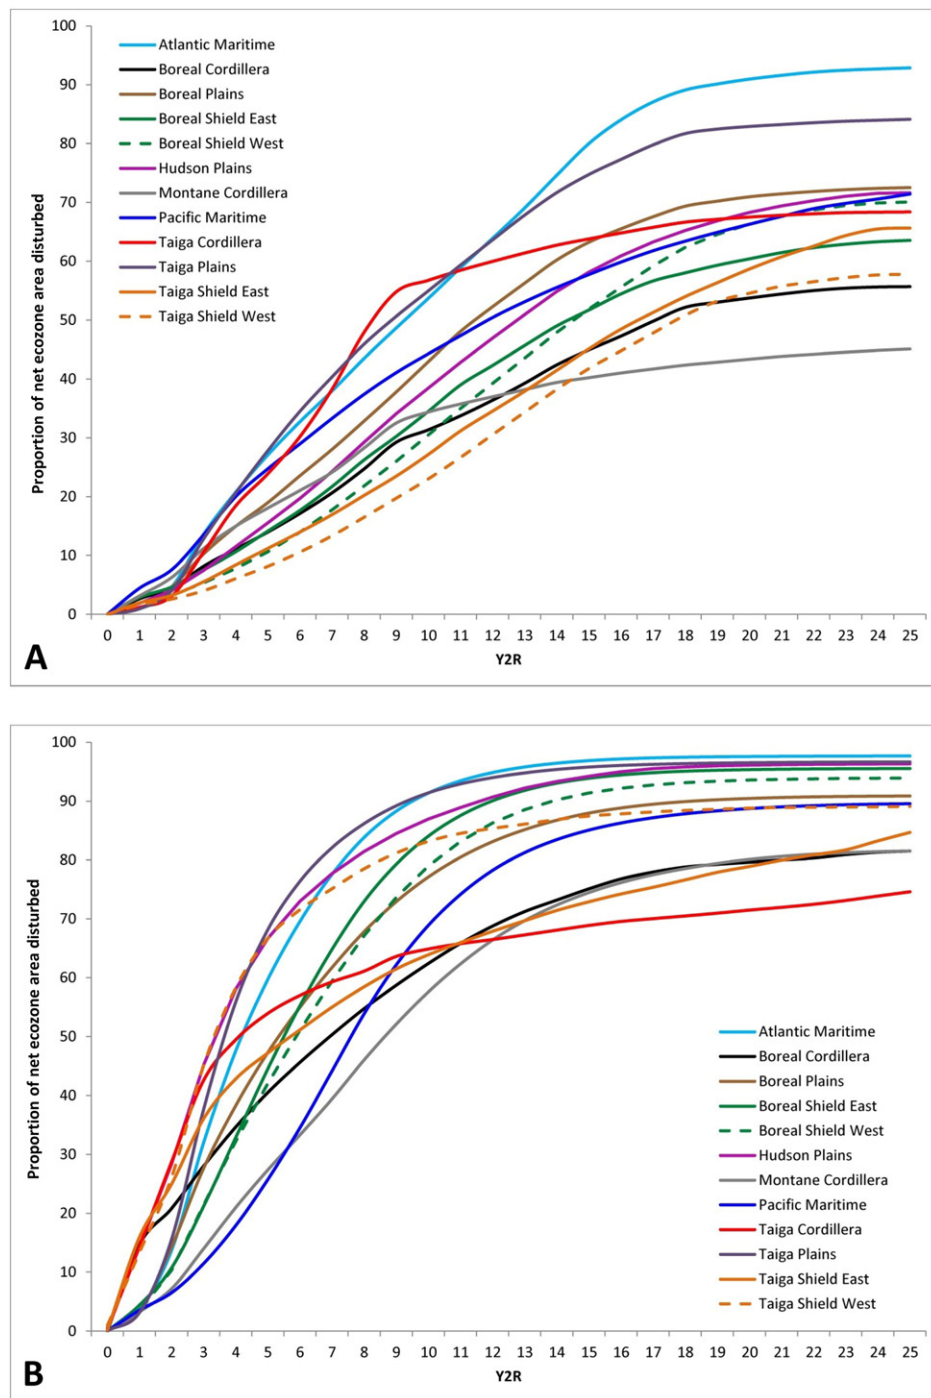 100
90
80
70
60
50
40
30
20
10
0
Proportion of net ecozone area disturbed
Atlantic Maritime
Boreal Cordillera
Boreal Plains
Boreal Shield East
Boreal Shield West
Hudson Plains
Montane Cordillera
Pacific Maritime
Taiga Cordillera
Taiga Plains
Taiga Shield East
Taiga Shield West
0 1 2 3 4 5 6 7 8 9 10 11 12 13 14 15 16 17 18 19 20 21 22 23 24 25
Y2R
A
100
90
80
70
60
50
40
30
20
10
0
Proportion of net ecozone area disturbed
Atlantic Maritime
Boreal Cordillera
Boreal Plains
Boreal Shield East
Boreal Shield West
Hudson Plains
Montane Cordillera
Pacific Maritime
Taiga Cordillera
Taiga Plains
Taiga Shield East
Taiga Shield West
0 1 2 3 4 5 6 7 8 9 10 11 12 13 14 15 16 17 18 19 20 21 22 23 24 25
Y2R
B